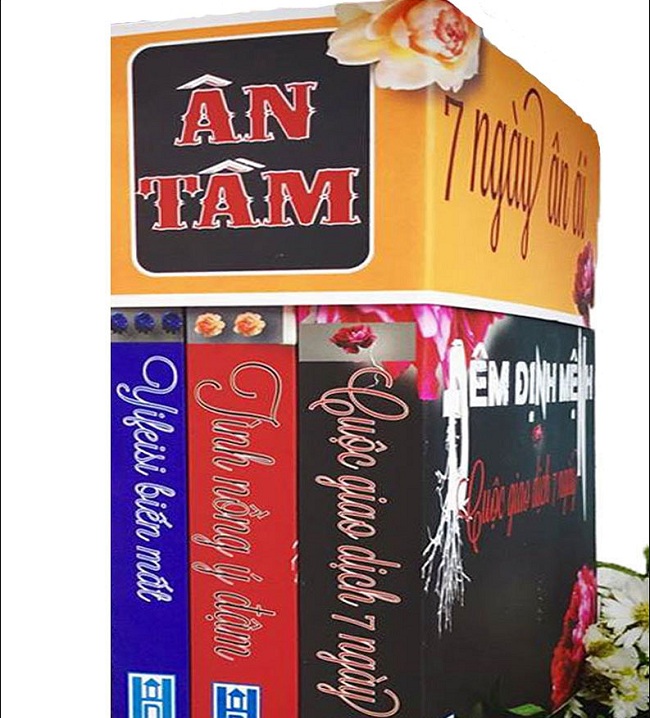 ÂN
TÂM
7 ngày ân ái
Yifeisi biến mất
Tình nồng ý đậm
Cuộc giao dịch 7 ngày
ĐÊM ĐỊNH MỆNH
Cuộc giao dịch 7 ngày